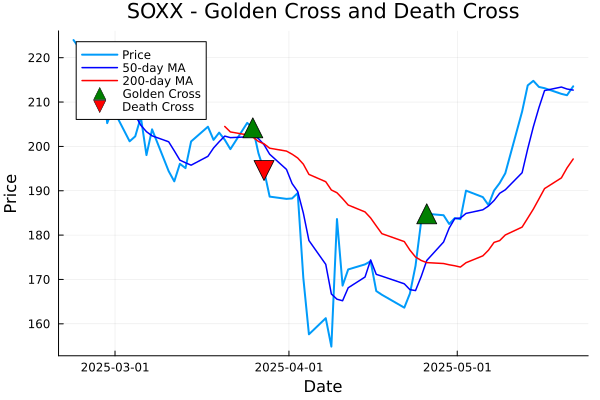 SOXX - Golden Cross and Death Cross
Price
50-day MA
200-day MA
Golden Cross
Death Cross
220
210
200
190
180
170
160
Price
2025-03-01
2025-04-01
2025-05-01
Date